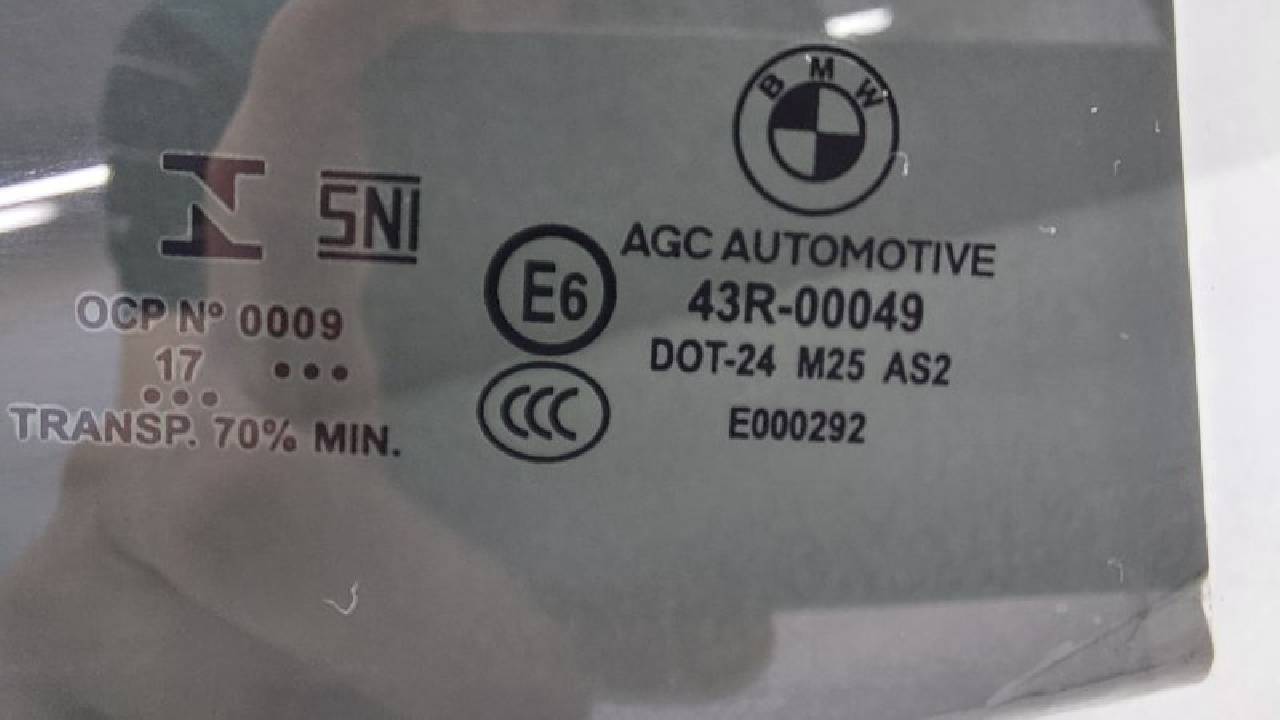 BMW
SNI
AGC AUTOMOTIVE
E6
43R-00049
OCP Nº 0009
DOT-24 M25 AS2
17 •••
•••
CCC
E000292
TRANSP. 70% MIN.